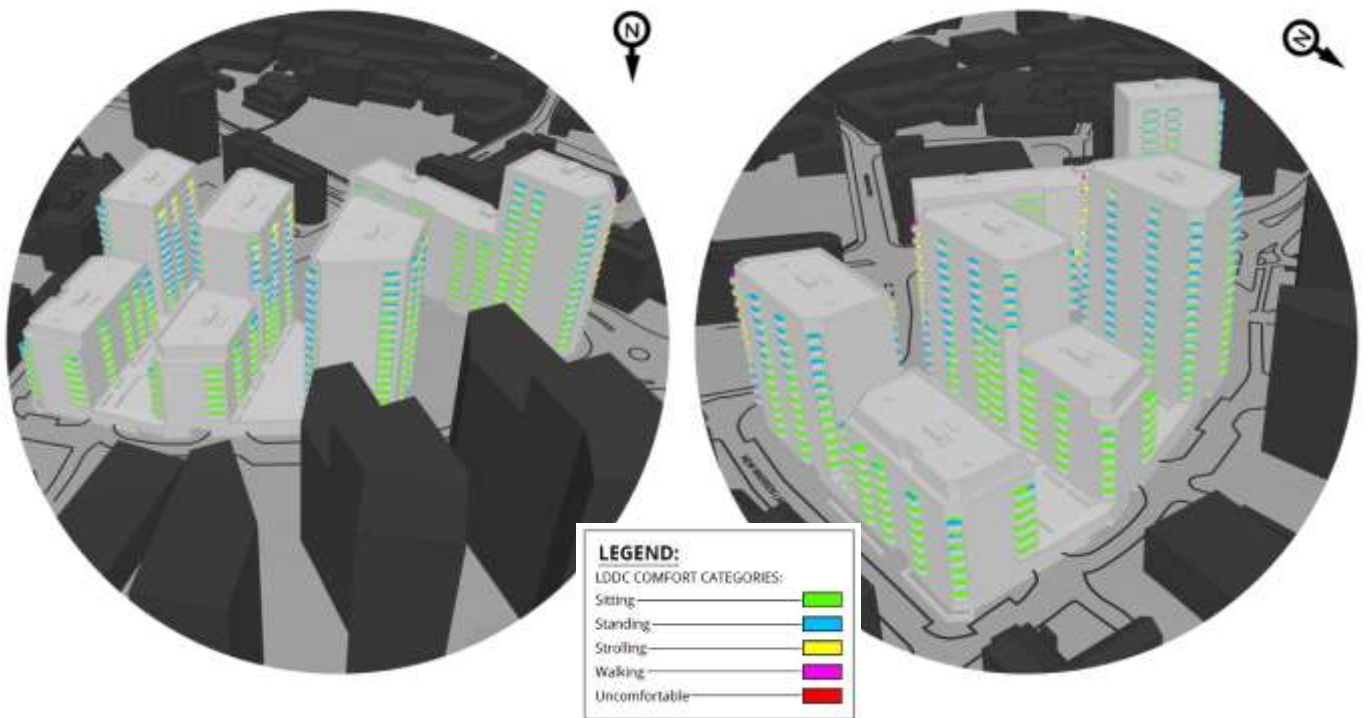 N
N
LEGEND:
LDDC COMFORT CATEGORIES:
Sitting
Standing
Strolling
Walking
Uncomfortable